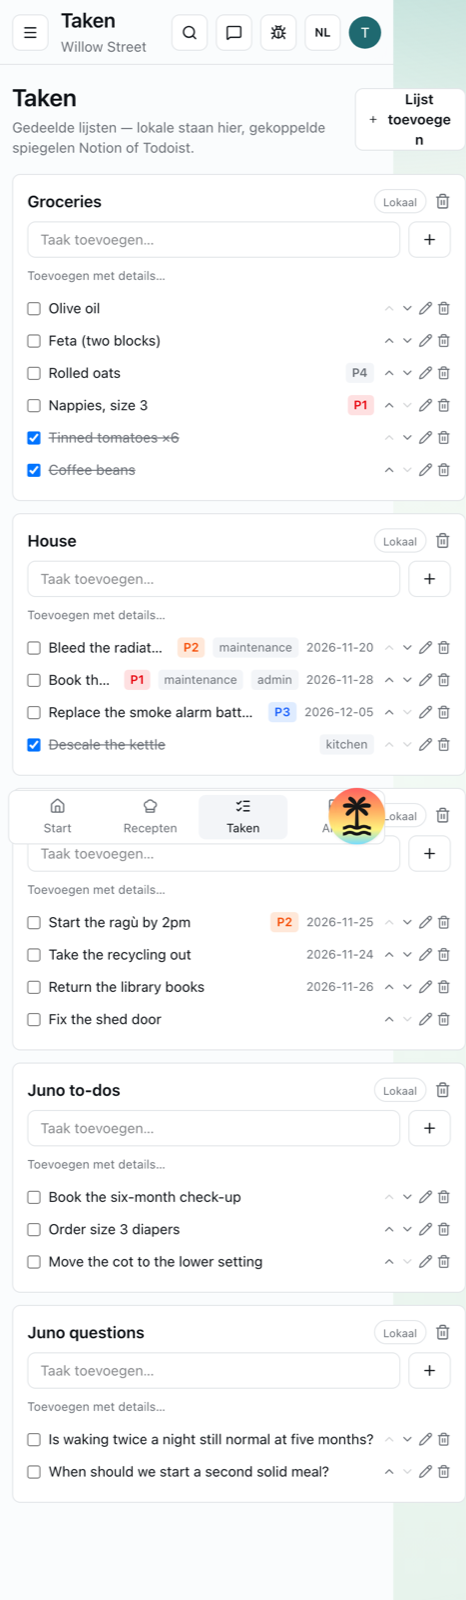 Taken
Willow Street
NL
T
Taken
Gedeelde lijsten — lokale staan hier, gekoppelde
spiegelen Notion of Todoist.
+ Lijst
toevoege
n
Groceries
Lokaal
Taak toevoegen...
+
Toevoegen met details...
Olive oil
Feta (two blocks)
Rolled oats P4
Nappies, size 3 P1
Tinned tomatoes ×6
Coffee beans
House
Lokaal
Taak toevoegen...
+
Toevoegen met details...
Bleed the radiat... P2 maintenance 2026-11-20
Book th... P1 maintenance admin 2026-11-28
Replace the smoke alarm batt... P3 2026-12-05
Descale the kettle kitchen
Lokaal
Start Recepten Taken
Taak toevoegen...
+
Toevoegen met details...
Start the ragù by 2pm P2 2026-11-25
Take the recycling out 2026-11-24
Return the library books 2026-11-26
Fix the shed door
Juno to-dos
Lokaal
Taak toevoegen...
+
Toevoegen met details...
Book the six-month check-up
Order size 3 diapers
Move the cot to the lower setting
Juno questions
Lokaal
Taak toevoegen...
+
Toevoegen met details...
Is waking twice a night still normal at five months?
When should we start a second solid meal?